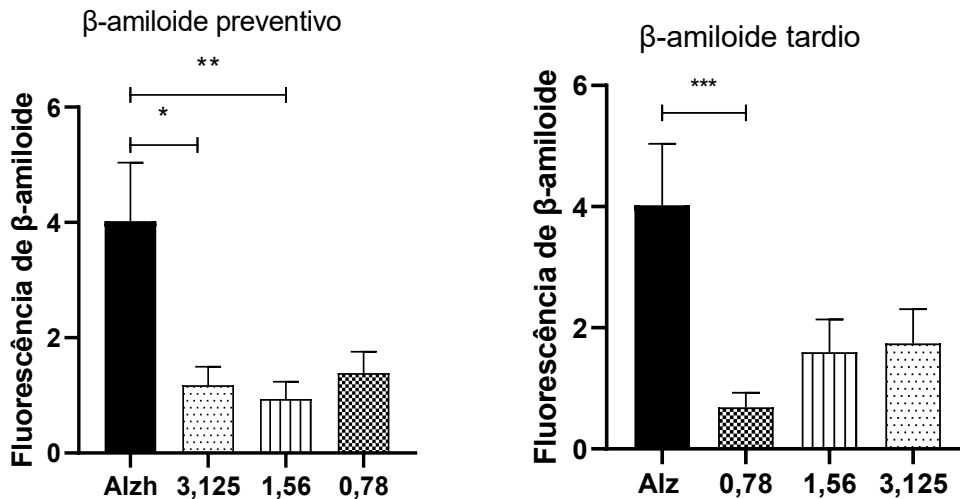 β-amiloide preventivo
Fluorescência de β-amiloide
6
4
2
0
**
*
Alzh 3,125 1,56 0,78
β-amiloide tardio
Fluorescência de β-amiloide
6
4
2
0
***
Alz 0,78 1,56 3,125